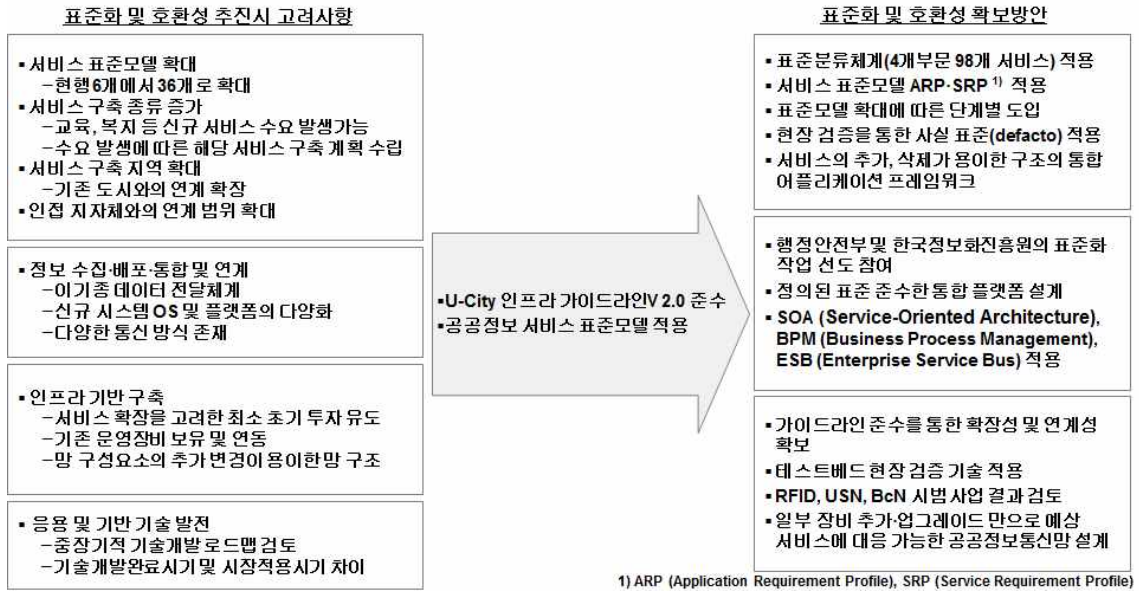 표준화 및 호환성 추진시 고려사항
▪ 서비스 표준모델 확대
–현행 6개에서 36개로 확대
▪ 서비스 구축 종류 증가
–교육, 복지 등 신규 서비스 수요 발생가능
–수요 발생에 따른 해당 서비스 구축 계획 수립
▪ 서비스 구축 지역 확대
–기존 도시와의 연계 확장
▪ 인접 지자체와의 연계 범위 확대
▪ 정보 수집·배포·통합 및 연계
–이기종 데이터 전달체계
–신규 시스템 OS 및 플랫폼의 다양화
–다양한 통신 방식 존재
▪ 인프라 기반 구축
–서비스 확장을 고려한 최소 초기 투자 유도
–기존 운영장비 보유 및 연동
–망 구성요소의 추가 변경이 용이한 망 구조
▪ 응용 및 기반 기술 발전
–중장기적 기술개발 로드맵 검토
–기술개발완료시기 및 시장적용시기 차이
▪ U-City 인프라 가이드라인V 2.0 준수
▪ 공공정보 서비스 표준모델 적용
표준화 및 호환성 확보방안
▪ 표준분류체계(4개부문 98개 서비스) 적용
▪ 서비스 표준모델 ARP·SRP 1) 적용
▪ 표준모델 확대에 따른 단계별 도입
▪ 현장 검증을 통한 사실 표준(defacto) 적용
▪ 서비스의 추가, 삭제가 용이한 구조의 통합
어플리케이션 프레임워크
▪ 행정안전부 및 한국정보화진흥원의 표준화
작업 선도 참여
▪ 정의된 표준 준수한 통합 플랫폼 설계
▪ SOA (Service-Oriented Architecture),
BPM (Business Process Management),
ESB (Enterprise Service Bus) 적용
▪ 가이드라인 준수를 통한 확장성 및 연계성
확보
▪ 테스트베드 현장 검증 기술 적용
▪ RFID, USN, BcN 시범 사업 결과 검토
▪ 일부 장비 추가·업그레이드 만으로 예상
서비스에 대응 가능한 공공정보통신망 설계
1) ARP (Application Requirement Profile), SRP (Service Requirement Profile)